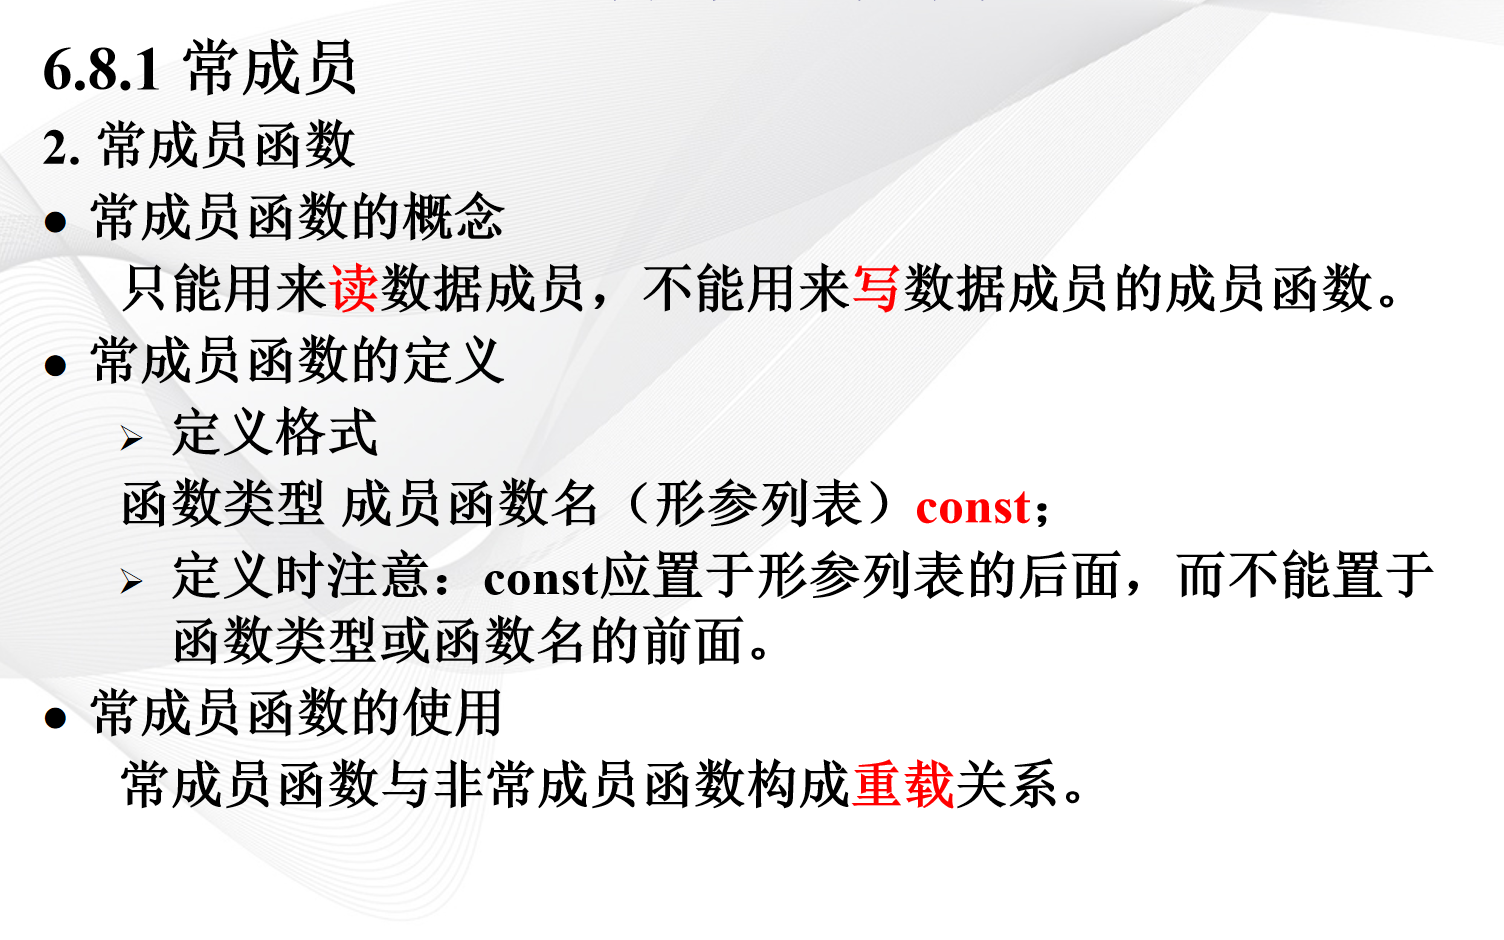 6.8.1 常成员
2. 常成员函数
● 常成员函数的概念
只能用来读数据成员，不能用来写数据成员的成员函数。
● 常成员函数的定义
➢ 定义格式
函数类型 成员函数名（形参列表）const；
➢ 定义时注意：const应置于形参列表的后面，而不能置于
函数类型或函数名的前面。
● 常成员函数的使用
常成员函数与非常成员函数构成重载关系。